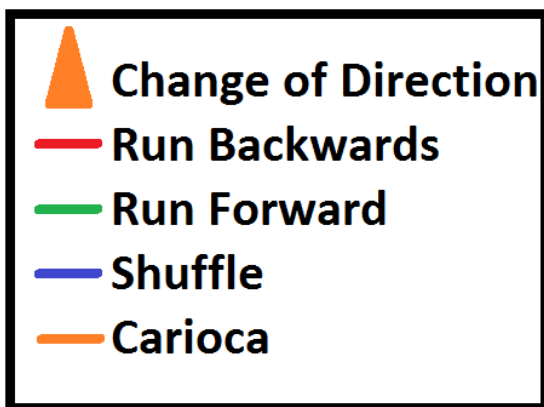 Change of Direction
Run Backwards
Run Forward
Shuffle
Carioca